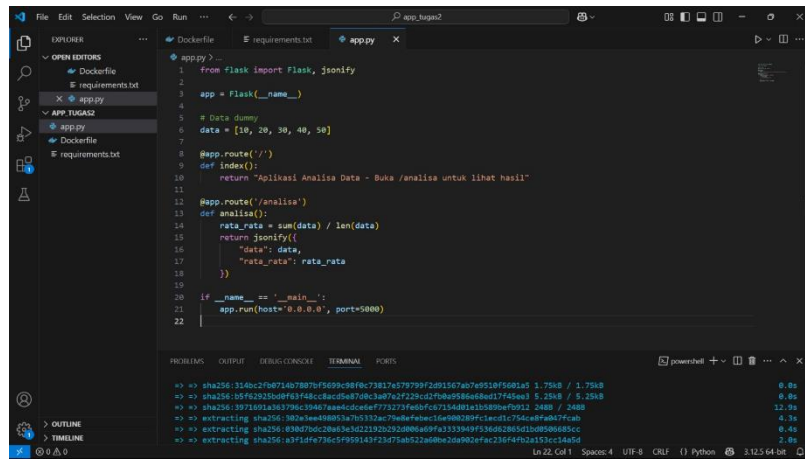 File Edit Selection View Go Run ... app_tugas2
EXPLORER ...
OPEN EDITORS
Dockerfile
requirements.txt
app.py
APP_TUGAS2
app.py
Dockerfile
requirements.txt
OUTLINE
TIMELINE
Dockerfile requirements.txt app.py
app.py > ...
1 from flask import Flask, jsonify
2
3 app = Flask(__name__)
4
5 # Data dummy
6 data = [10, 20, 30, 40, 50]
7
8 @app.route('/')
9 def index():
10 return "Aplikasi Analisa Data - Buka /analisa untuk lihat hasil"
11
12 @app.route('/analisa')
13 def analisa():
14 rata_rata = sum(data) / len(data)
15 return jsonify({
16 "data": data,
17 "rata_rata": rata_rata
18 })
19
20 if __name__ == '__main__':
21 app.run(host='0.0.0.0', port=5000)
22
PROBLEMS OUTPUT DEBUG CONSOLE TERMINAL PORTS powershell
=> => 1.75kB / 1.75kB 0.0s
=> => 5.25kB / 5.25kB 0.0s
=> => 248B / 248B 12.9s
=> => extracting 4.3s
=> => extracting 0.4s
=> => extracting 2.0s
0 0 Ln 22, Col 1 Spaces: 4 UTF-8 CRLF {} Python 3.12.5 64-bit